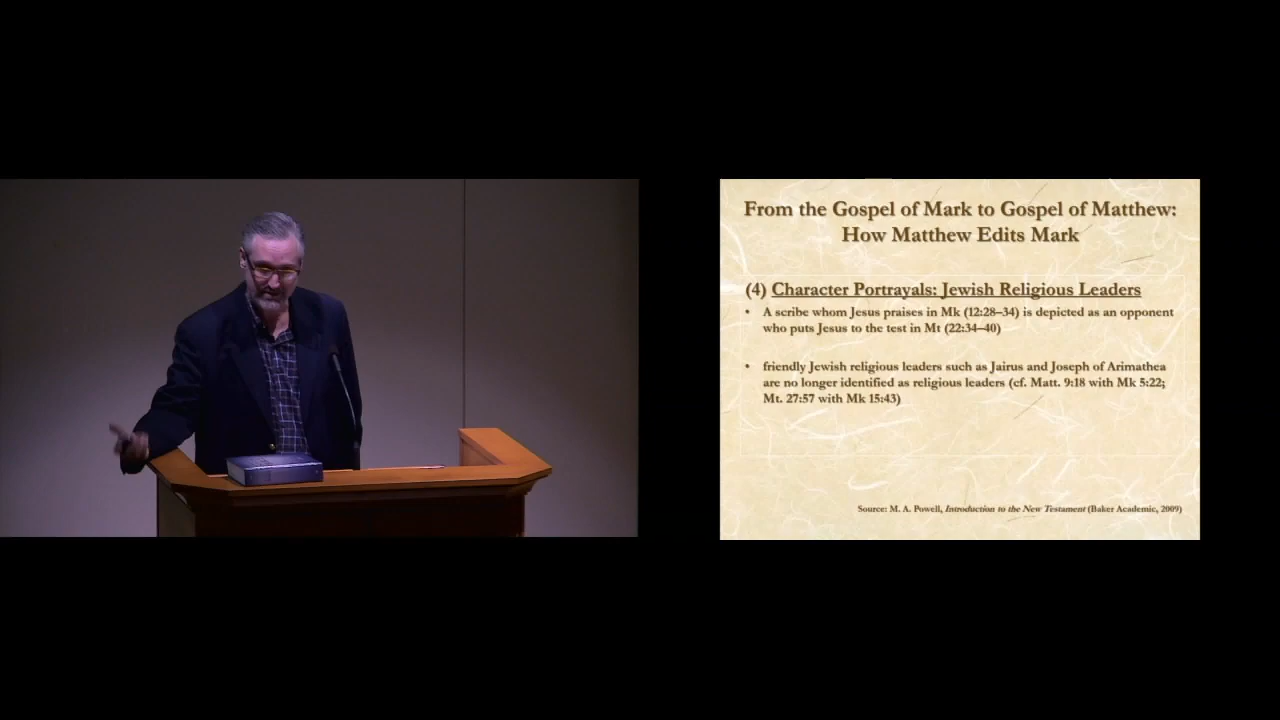 From the Gospel of Mark to Gospel of Matthew:
How Matthew Edits Mark
(4) Character Portrayals: Jewish Religious Leaders
• A scribe whom Jesus praises in Mk (12:28–34) is depicted as an opponent
who puts Jesus to the test in Mt (22:34–40)
• friendly Jewish religious leaders such as Jairus and Joseph of Arimathea
are no longer identified as religious leaders (cf. Matt. 9:18 with Mk 5:22;
Mt. 27:57 with Mk 15:43)
Source: M. A. Powell, Introduction to the New Testament (Baker Academic, 2009)